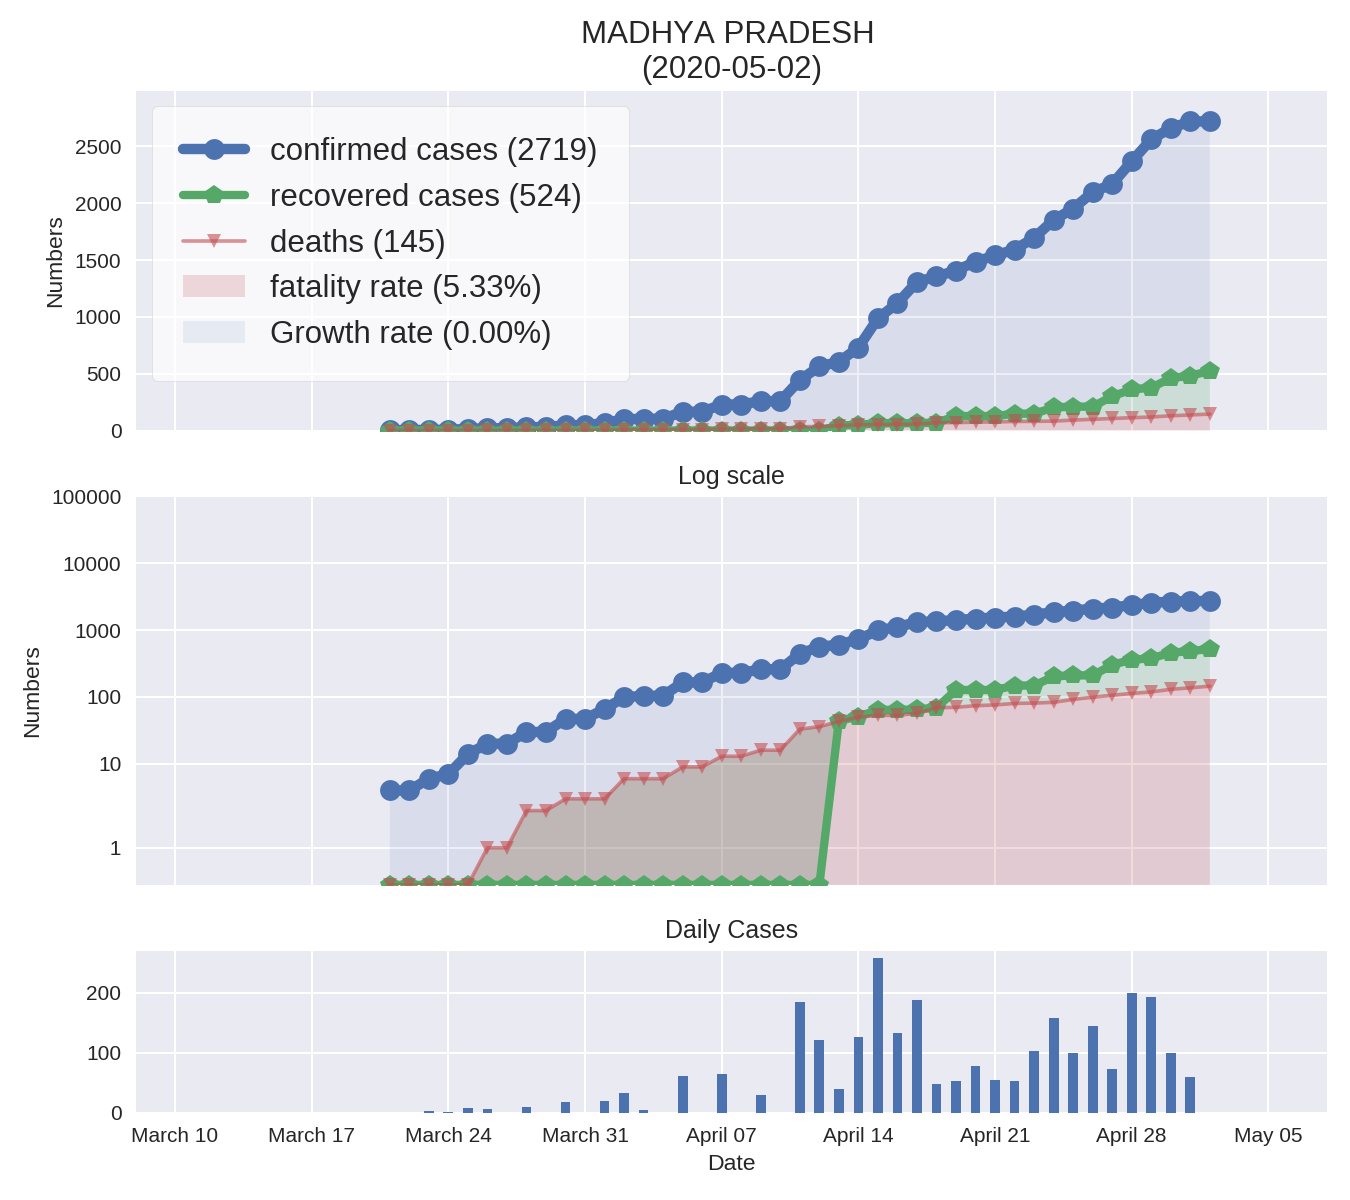 MADHYA PRADESH
(2020-05-02)
confirmed cases (2719)
recovered cases (524)
deaths (145)
fatality rate (5.33%)
Growth rate (0.00%)
Numbers
2500
2000
1500
1000
500
0
Log scale
Numbers
100000
10000
1000
100
10
1
Daily Cases
200
100
0
March 10 March 17 March 24 March 31 April 07 April 14 April 21 April 28 May 05
Date